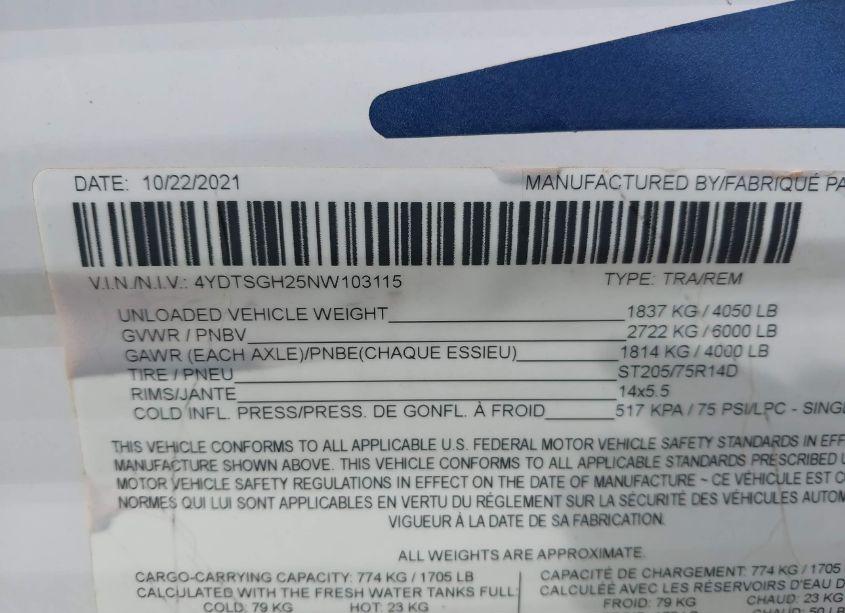 DATE: 10/22/2021
MANUFACTURED BY/FABRIQUÉ PA
V.I.N./N.I.V.: 4YDTSGH25NW103115
TYPE: TRA/REM
UNLOADED VEHICLE WEIGHT 1837 KG / 4050 LB
GVWR / PNBV 2722 KG / 6000 LB
GAWR (EACH AXLE)/PNBE(CHAQUE ESSIEU) 1814 KG / 4000 LB
TIRE / PNEU ST205/75R14D
RIMS/JANTE 14x5.5
COLD INFL. PRESS/PRESS. DE GONFL. À FROID 517 KPA / 75 PSI/LPC - SINGL
THIS VEHICLE CONFORMS TO ALL APPLICABLE U.S. FEDERAL MOTOR VEHICLE SAFETY STANDARDS IN EFF
MANUFACTURE SHOWN ABOVE. THIS VEHICLE CONFORMS TO ALL APPLICABLE STANDARDS PRESCRIBED U
MOTOR VEHICLE SAFETY REGULATIONS IN EFFECT ON THE DATE OF MANUFACTURE ~ CE VÉHICULE EST CO
NORMES QUI LUI SONT APPLICABLES EN VERTU DU RÉGLEMENT SUR LA SÉCURITÉ DES VÉHICULES AUTOM
VIGUEUR À LA DATE DE SA FABRICATION.
ALL WEIGHTS ARE APPROXIMATE.
CARGO-CARRYING CAPACITY: 774 KG / 1705 LB
CALCULATED WITH THE FRESH WATER TANKS FULL:
COLD: 79 KG HOT: 23 KG
CAPACITÉ DE CHARGEMENT: 774 KG / 1705
CALCULÉE AVEC LES RÉSERVOIRS D'EAU D
FROID: 79 KG CHAUD: 23 KG
CHAUD: 50 LB